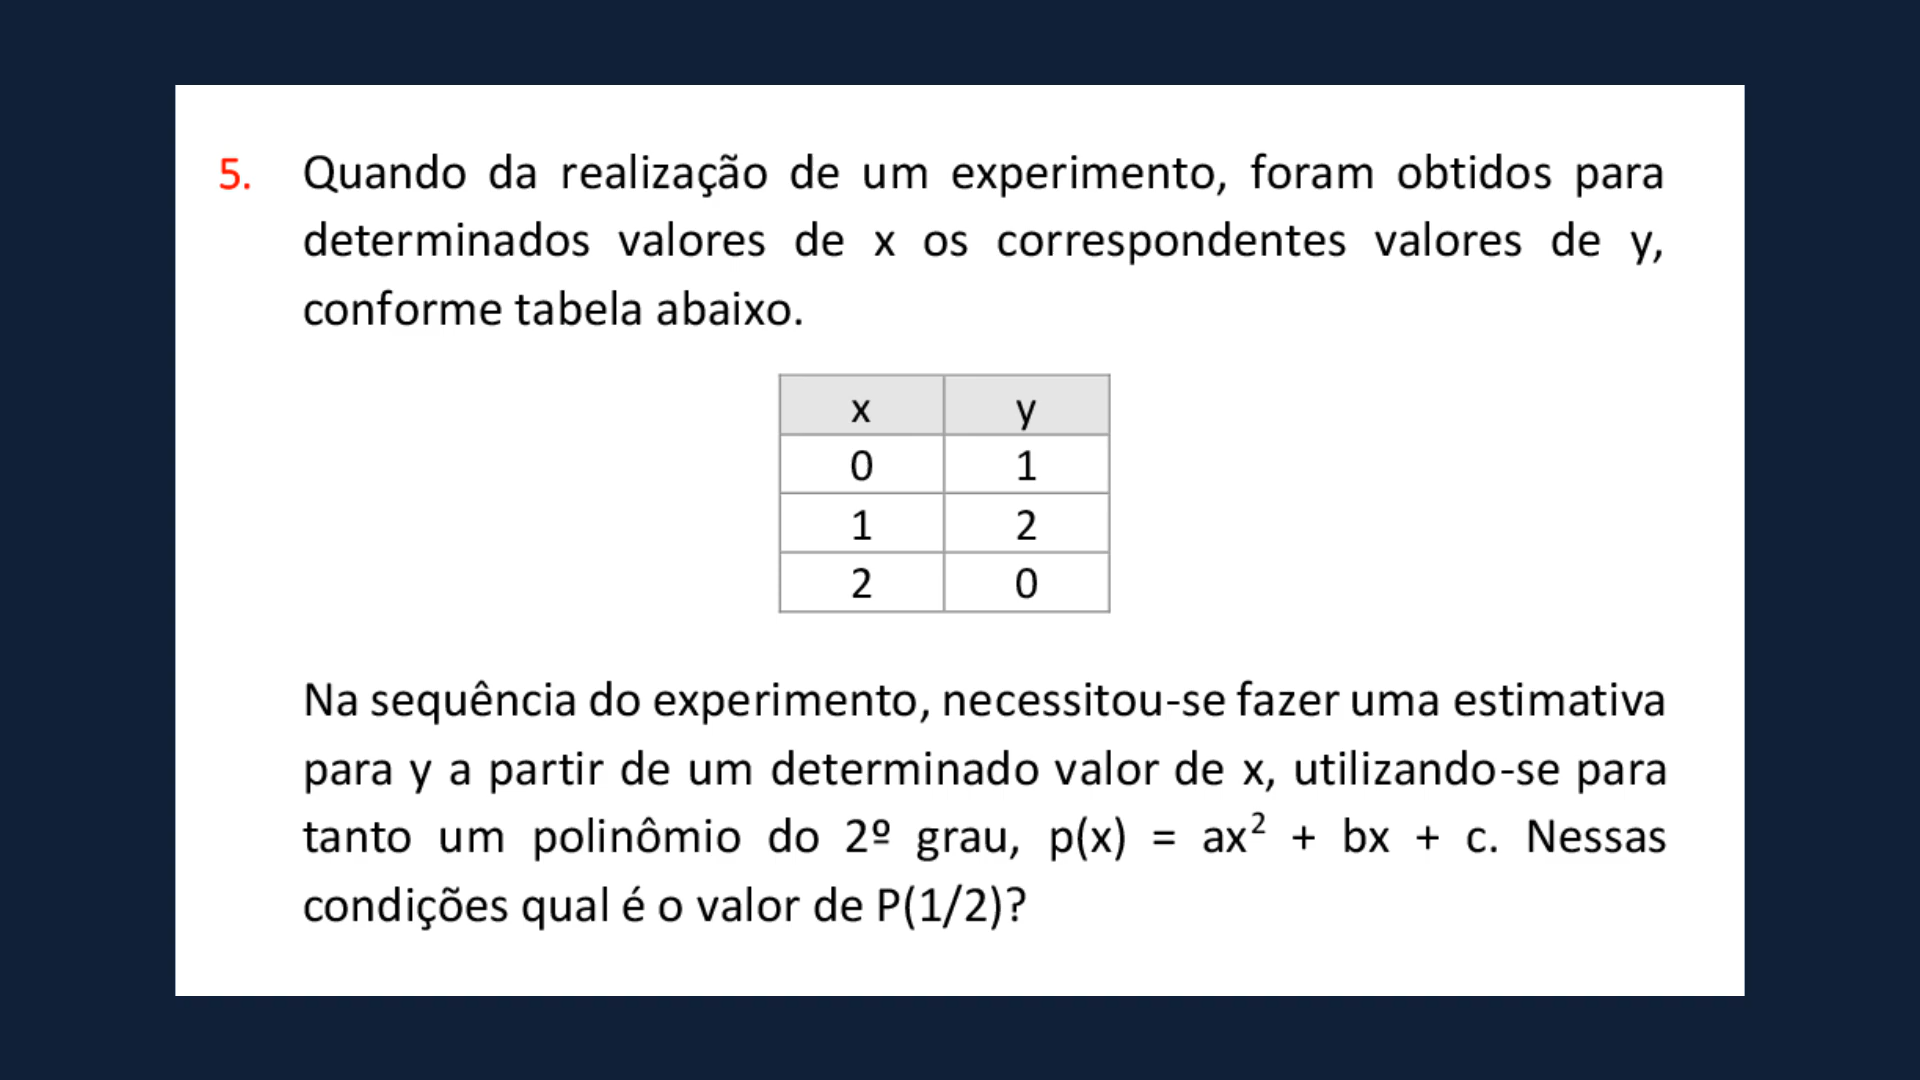 5. Quando da realização de um experimento, foram obtidos para
determinados valores de x os correspondentes valores de y,
conforme tabela abaixo.
x y
0 1
1 2
2 0
Na sequência do experimento, necessitou-se fazer uma estimativa
para y a partir de um determinado valor de x, utilizando-se para
tanto um polinômio do 2º grau, p(x) = ax² + bx + c. Nessas
condições qual é o valor de P(1/2)?